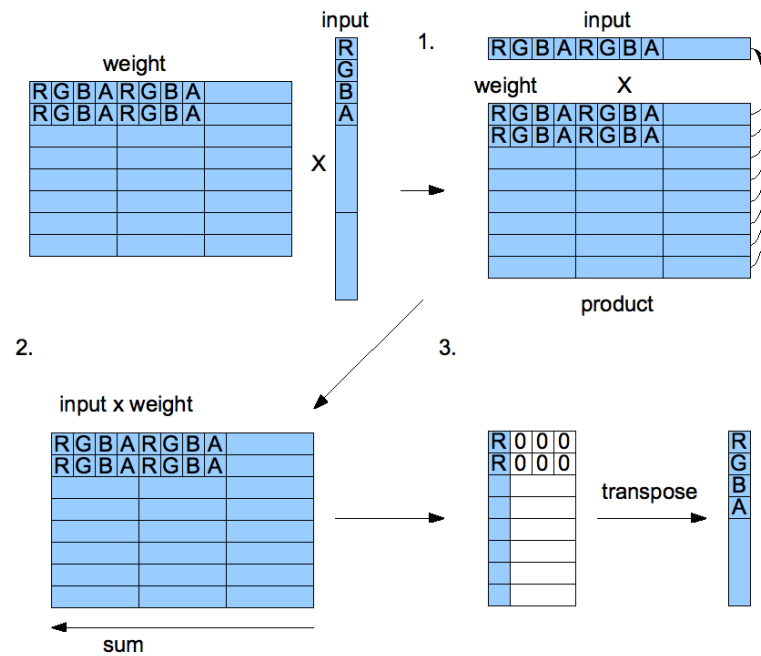 input
weight
R G B A R G B A
R G B A R G B A
X
R
G
B
A
1.
input
R G B A R G B A
weight X
R G B A R G B A
R G B A R G B A
product
2.
input x weight
R G B A R G B A
R G B A R G B A
sum
3.
R 0 0 0
R 0 0 0
transpose
R
G
B
A